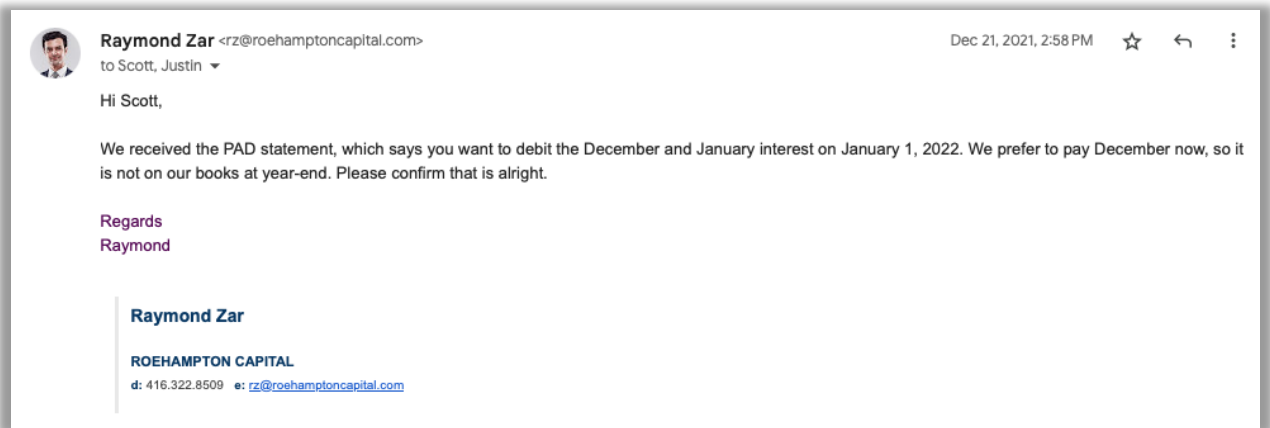 Raymond Zar <rz@roehamptoncapital.com>
Dec 21, 2021, 2:58 PM
to Scott, Justin
Hi Scott,
We received the PAD statement, which says you want to debit the December and January interest on January 1, 2022. We prefer to pay December now, so it
is not on our books at year-end. Please confirm that is alright.
Regards
Raymond
Raymond Zar
ROEHAMPTON CAPITAL
d: 416.322.8509 e: rz@roehamptoncapital.com